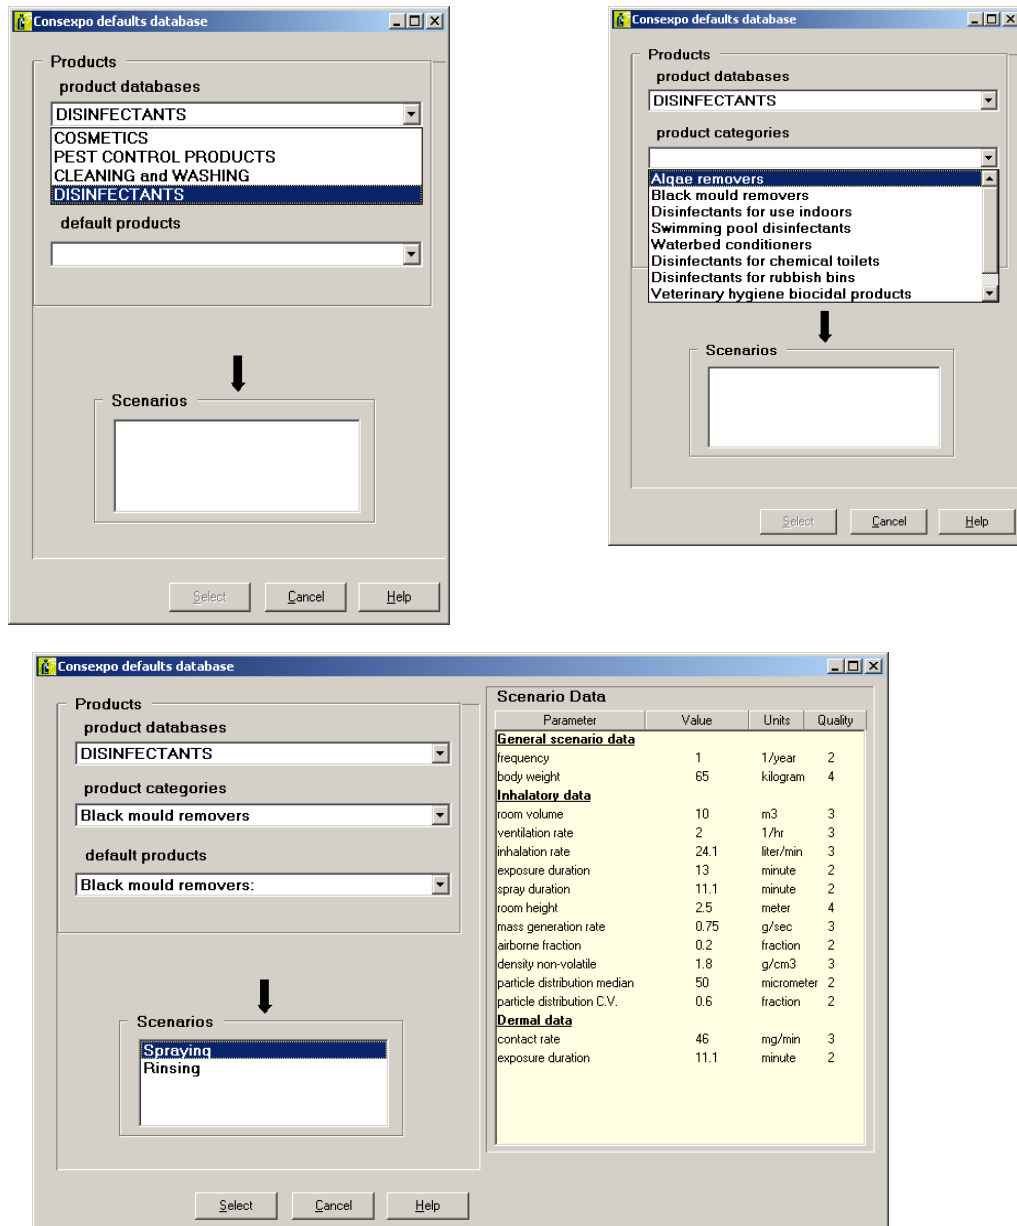 Consexpo defaults database
Products
product databases
DISINFECTANTS
COSMETICS
PEST CONTROL PRODUCTS
CLEANING and WASHING
DISINFECTANTS
default products
Scenarios
Select Cancel Help
Consexpo defaults database
Products
product databases
DISINFECTANTS
product categories
Algae removers
Black mould removers
Disinfectants for use indoors
Swimming pool disinfectants
Waterbed conditioners
Disinfectants for chemical toilets
Disinfectants for rubbish bins
Veterinary hygiene biocidal products
Scenarios
Select Cancel Help
Consexpo defaults database
Products
product databases
DISINFECTANTS
product categories
Black mould removers
default products
Black mould removers:
Scenarios
Spraying
Rinsing
Select Cancel Help
Scenario Data
Parameter Value Units Quality
General scenario data
frequency 1 1/year 2
body weight 65 kilogram 4
Inhalatory data
room volume 10 m3 3
ventilation rate 2 1/hr 3
inhalation rate 24.1 liter/min 3
exposure duration 13 minute 2
spray duration 11.1 minute 2
room height 2.5 meter 4
mass generation rate 0.75 g/sec 3
airborne fraction 0.2 fraction 2
density non-volatile 1.8 g/cm3 3
particle distribution median 50 micrometer 2
particle distribution C.V. 0.6 fraction 2
Dermal data
contact rate 46 mg/min 3
exposure duration 11.1 minute 2